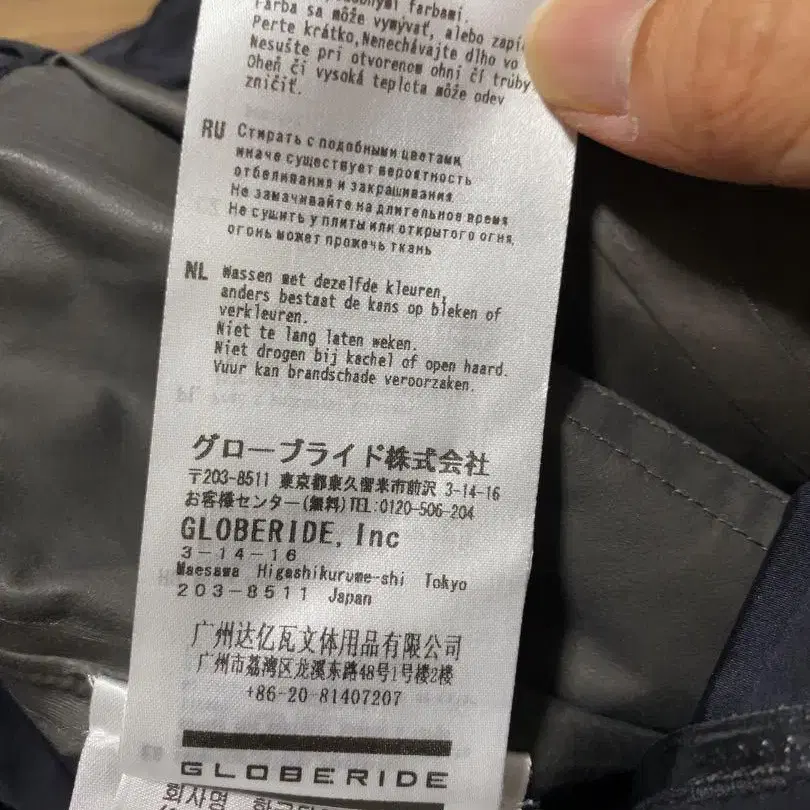 farbami.
Farba sa môže vymývať, alebo
Perte krátko,Nenechávajte dlho vo
Nesušte pri otvorenom ohni čí trúby
Oheň čí vysoká teplota môže odev
zničiť.
RU Стирать с подобными цветами,
иначе существует вероятность
отбеливания и закрашивания.
Не замачивайте на длительное время
Не сушить у плиты или открытого огня,
огонь может прожечь ткань
NL Wassen met dezelfde kleuren,
anders bestaat de kans op bleken of
verkleuren.
Niet te lang laten weken.
Niet drogen bij kachel of open haard.
Vuur kan brandschade veroorzaken.
グローブライド株式会社
〒203-8511 東京都東久留米市前沢 3-14-16
お客様センター(無料)TEL:0120-506-204
GLOBERIDE, Inc
3-14-16
Maesawa Higashikurume-shi Tokyo
203-8511 Japan
广州达亿瓦文体用品有限公司
广州市荔湾区龙溪东路48号1号楼2楼
+86-20-81407207
GLOBERIDE
회사명